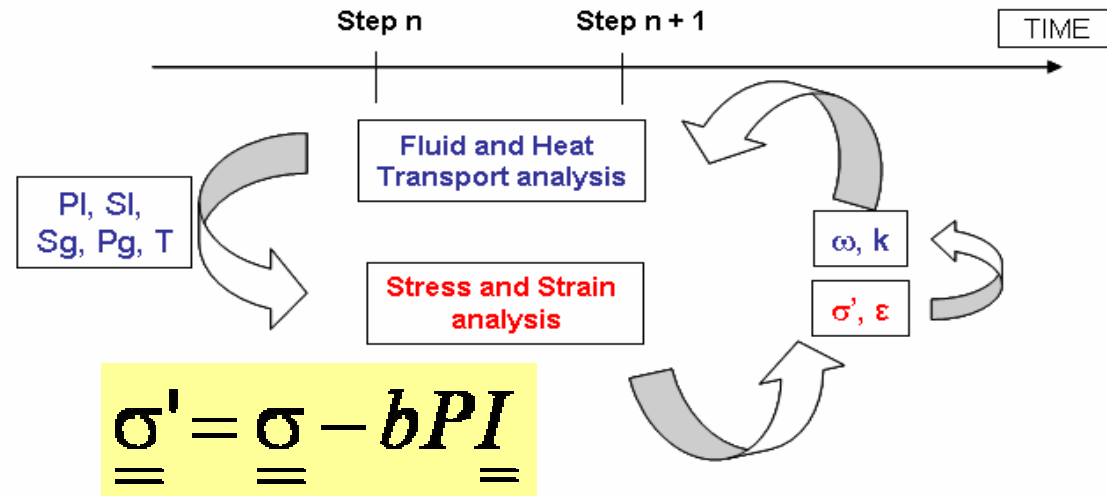 Step n
Step n + 1
TIME
Fluid and Heat
Transport analysis
Pl, Sl,
Sg, Pg, T
ω, k
Stress and Strain
analysis
σ', ε
σ' = σ − bPI